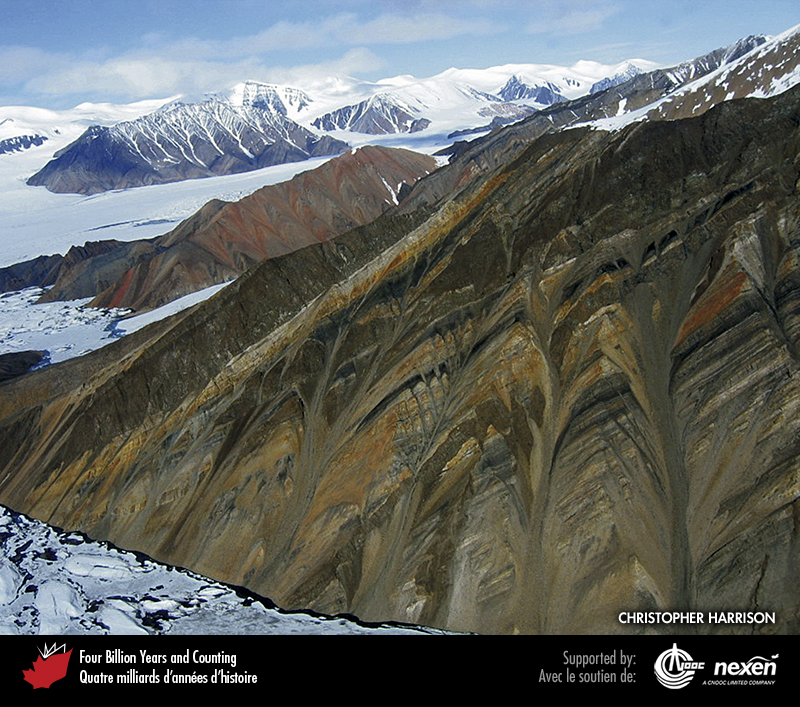 CHRISTOPHER HARRISON
Four Billion Years and Counting
Quatre milliards d'années d'histoire
Supported by:
Avec le soutien de:
CNOOC
nexen
A CNOOC LIMITED COMPANY